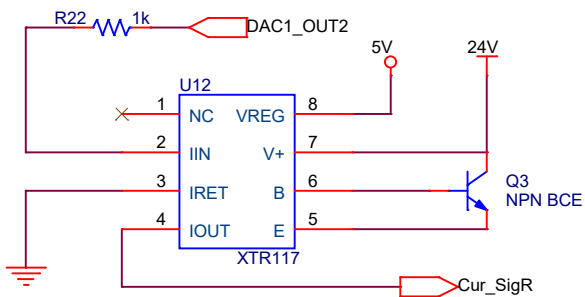 R22 1k DAC1_OUT2
5V 24V
U12
1 NC VREG 8
2 IIN V+ 7
3 IRET B 6
4 IOUT E 5
XTR117
Q3
NPN BCE
Cur_SigR